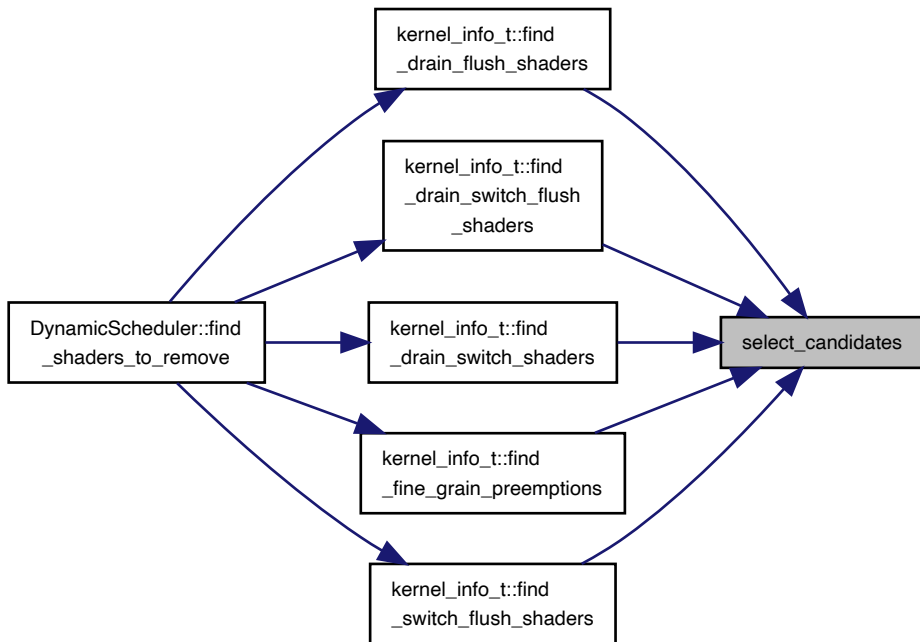 kernel_info_t::find
_drain_flush_shaders
kernel_info_t::find
_drain_switch_flush
_shaders
DynamicScheduler::find
_shaders_to_remove
kernel_info_t::find
_drain_switch_shaders
select_candidates
kernel_info_t::find
_fine_grain_preemptions
kernel_info_t::find
_switch_flush_shaders